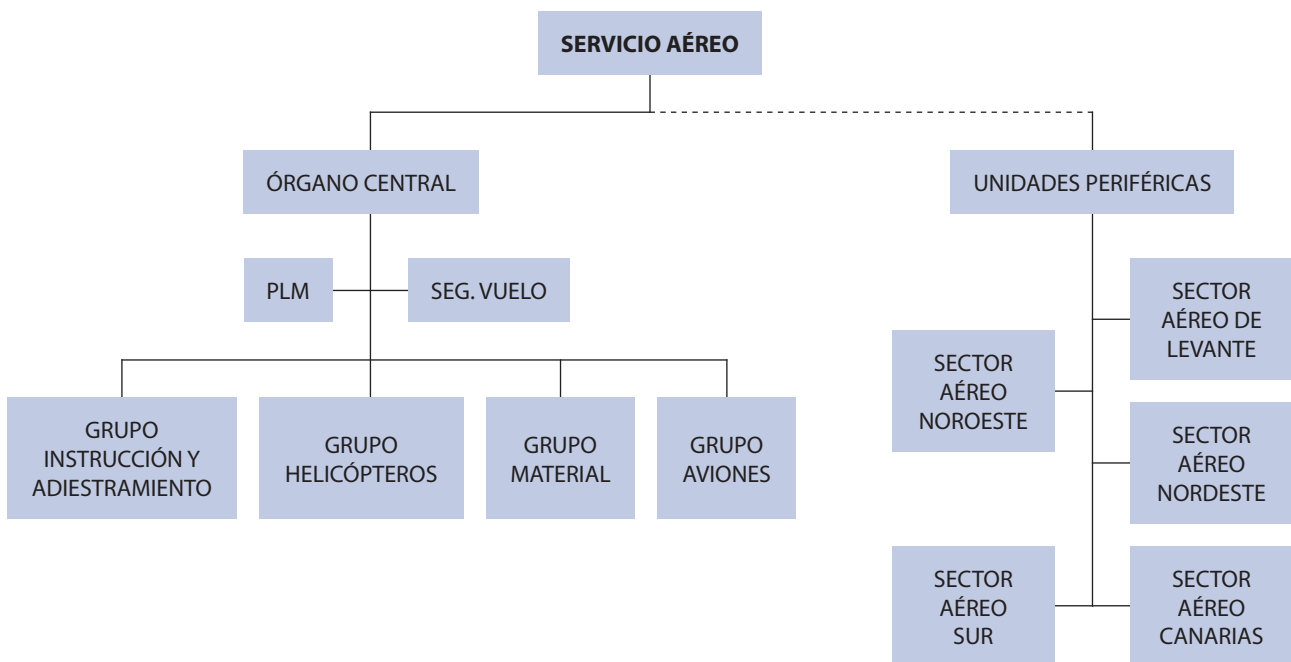 SERVICIO AÉREO
ÓRGANO CENTRAL
UNIDADES PERIFÉRICAS
PLM
SEG. VUELO
GRUPO
INSTRUCCIÓN Y
ADIESTRAMIENTO
GRUPO
HELICÓPTEROS
GRUPO
MATERIAL
GRUPO
AVIONES
SECTOR
AÉREO DE
LEVANTE
SECTOR
AÉREO
NOROESTE
SECTOR
AÉREO
NORDESTE
SECTOR
AÉREO
SUR
SECTOR
AÉREO
CANARIAS